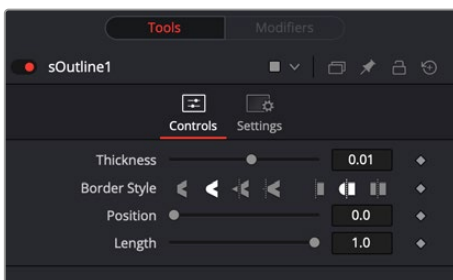 Tools Modifiers
sOutline1
Controls Settings
Thickness 0.01
Border Style
Position 0.0
Length 1.0